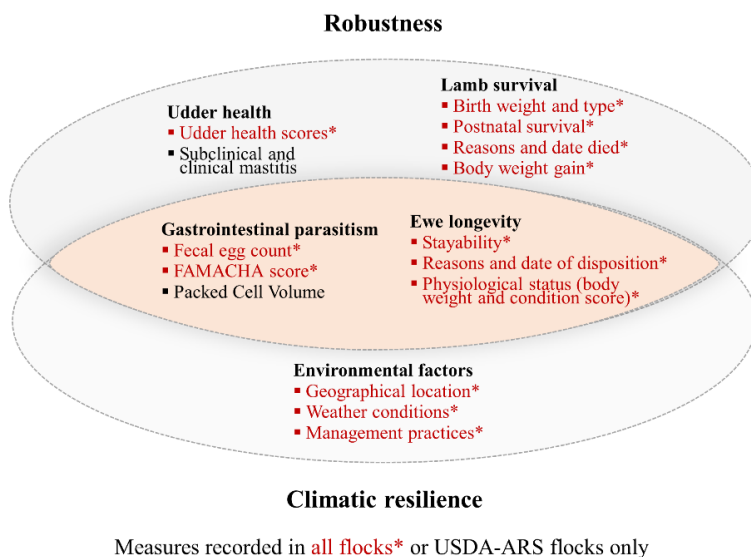 Robustness
Udder health
▪ Udder health scores*
▪ Subclinical and
clinical mastitis
Lamb survival
▪ Birth weight and type*
▪ Postnatal survival*
▪ Reasons and date died*
▪ Body weight gain*
Gastrointestinal parasitism
▪ Fecal egg count*
▪ FAMACHA score*
▪ Packed Cell Volume
Ewe longevity
▪ Stayability*
▪ Reasons and date of disposition*
▪ Physiological status (body
weight and condition score)*
Environmental factors
▪ Geographical location*
▪ Weather conditions*
▪ Management practices*
Climatic resilience
Measures recorded in all flocks* or USDA-ARS flocks only